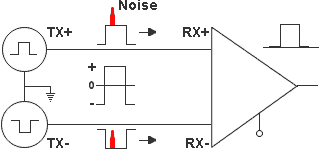 Noise
TX+
RX+
+
0
-
TX-
RX-